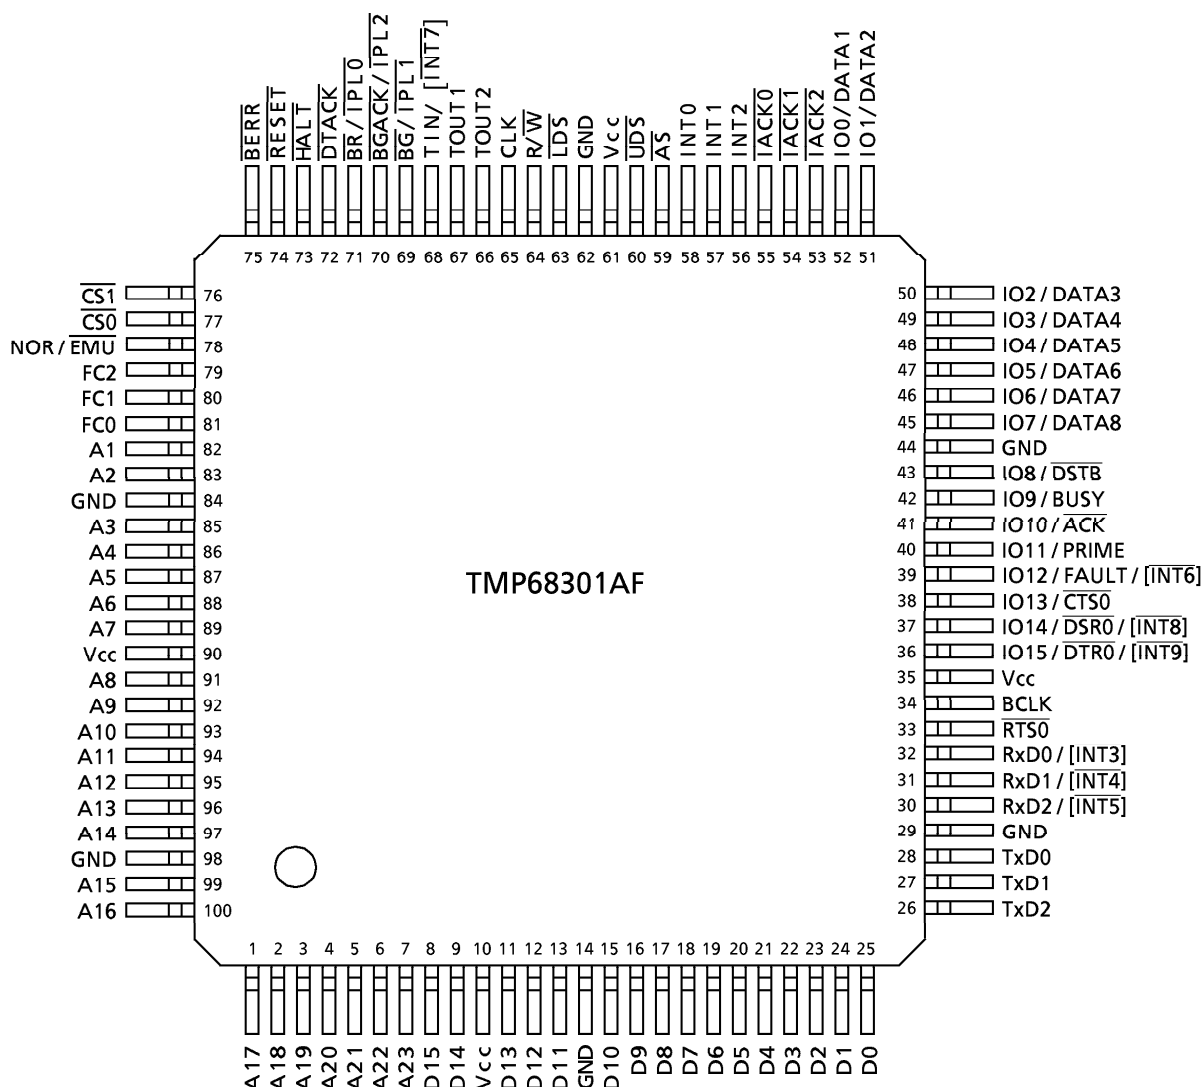 BERR
RESET
HALT
DTACK
BR/IPL0
BGACK/IPL2
BG/IPL1
TIN/ [INT7]
TOUT1
TOUT2
CLK
R/W
LDS
GND
Vcc
UDS
AS
INT0
INT1
INT2
IACK0
IACK1
IACK2
IO0/DATA1
IO1/DATA2
75 74 73 72 71 70 69 68 67 66 65 64 63 62 61 60 59 58 57 56 55 54 53 52 51
CS1 76
CS0 77
NOR / EMU 78
FC2 79
FC1 80
FC0 81
A1 82
A2 83
GND 84
A3 85
A4 86
A5 87
A6 88
A7 89
Vcc 90
A8 91
A9 92
A10 93
A11 94
A12 95
A13 96
A14 97
GND 98
A15 99
A16 100
TMP68301AF
50 IO2 / DATA3
49 IO3 / DATA4
48 IO4 / DATA5
47 IO5 / DATA6
46 IO6 / DATA7
45 IO7 / DATA8
44 GND
43 IO8 / DSTB
42 IO9 / BUSY
41 IO10 / ACK
40 IO11 / PRIME
39 IO12 / FAULT / [INT6]
38 IO13 / CTS0
37 IO14 / DSR0 / [INT8]
36 IO15 / DTR0 / [INT9]
35 Vcc
34 BCLK
33 RTS0
32 RxD0 / [INT3]
31 RxD1 / [INT4]
30 RxD2 / [INT5]
29 GND
28 TxD0
27 TxD1
26 TxD2
1 2 3 4 5 6 7 8 9 10 11 12 13 14 15 16 17 18 19 20 21 22 23 24 25
A17
A18
A19
A20
A21
A22
A23
D15
D14
Vcc
D13
D12
D11
GND
D10
D9
D8
D7
D6
D5
D4
D3
D2
D1
D0